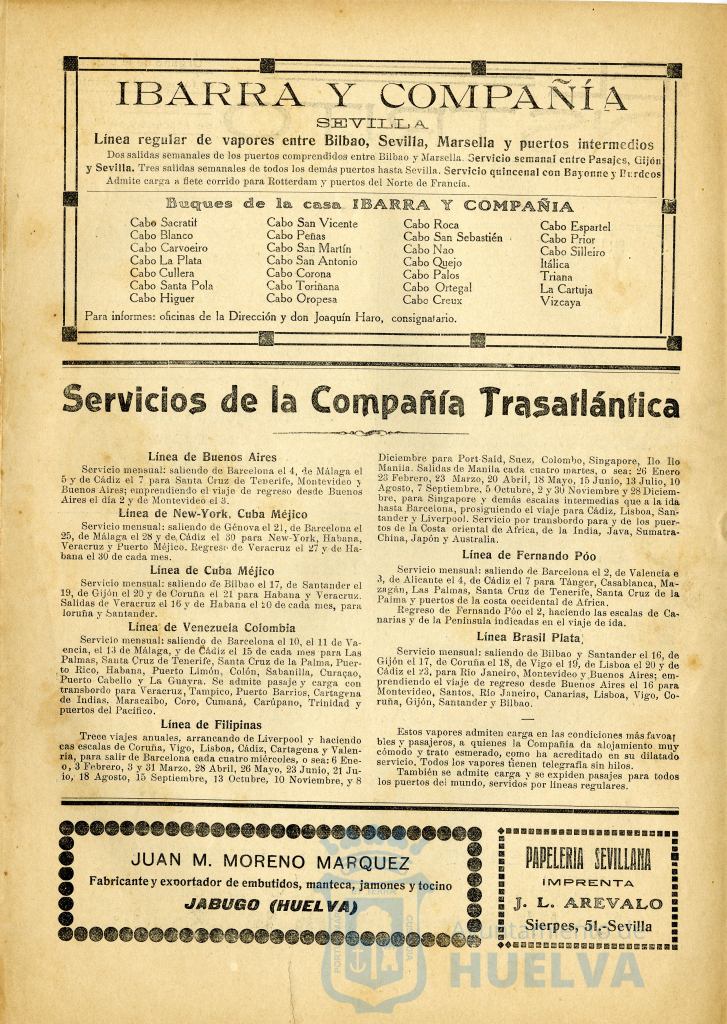 IBARRA Y COMPAÑÍA
SEVILLA
Línea regular de vapores entre Bilbao, Sevilla, Marsella y puertos intermedios
Dos salidas semanales de los puertos comprendidos entre Bilbao y Marsella. Servicio semanal entre Pasajes, Gijón
y Sevilla. Tres salidas semanales de todos los demás puertos hasta Sevilla. Servicio quincenal con Bayonne y Burdeos
Admite carga a flete corrido para Rotterdam y puertos del Norte de Francia.
Buques de la casa IBARRA Y COMPAÑIA
Cabo Sacratif
Cabo Blanco
Cabo Carvoeiro
Cabo La Plata
Cabo Cullera
Cabo Santa Pola
Cabo Higuer
Cabo San Vicente
Cabo Peñas
Cabo San Martín
Cabo San Antonio
Cabo Corona
Cabo Toriñana
Cabo Oropesa
Cabo Roca
Cabo San Sebastién
Cabo Nao
Cabo Quejo
Cabo Palos
Cabo Ortegal
Cabo Creux
Cabo Espartel
Cabo Prior
Cabo Silleiro
Itálica
Triana
La Cartuja
Vizcaya
Para informes: oficinas de la Dirección y don Joaquín Haro, consignatario.
Servicios de la Compañía Trasatlántica
Línea de Buenos Aires
Servicio mensual: saliendo de Barcelona el 4, de Málaga el
5 y de Cádiz el 7 para Santa Cruz de Tenerife, Montevideo y
Buenos Aires; emprendiendo el viaje de regreso desde Buenos
Aires el día 2 y de Montevideo el 3.
Línea de New-York, Cuba Méjico
Servicio mensual: saliendo de Génova el 21, de Barcelona el
25, de Málaga el 28 y de Cádiz el 30 para New-York, Habana,
Veracruz y Puerto Méjico. Regreso de Veracruz el 27 y de Ha-
bana el 30 de cada mes.
Línea de Cuba Méjico
Servicio mensual: saliendo de Bilbao el 17, de Santander el
19, de Gijón el 20 y de Coruña el 21 para Habana y Veracruz.
Salidas de Veracruz el 16 y de Habana el 20 de cada mes, para
Coruña y Santander.
Línea de Venezuela Colombia
Servicio mensual: saliendo de Barcelona el 10, el 11 de Va-
encia, el 13 de Málaga, y de Cádiz el 15 de cada mes para Las
Palmas, Santa Cruz de Tenerife, Santa Cruz de la Palma, Puer-
to Rico, Habana, Puerto Limón, Colón, Sabanilla, Curaçao,
Puerto Cabello y La Guayra. Se admite pasaje y carga con
transbordo para Veracruz, Tampico, Puerto Barrios, Cartagena
de Indias, Maracaibo, Coro, Cumaná, Carúpano, Trinidad y
puertos del Pacífico.
Línea de Filipinas
Trece viajes anuales, arrancando de Liverpool y haciendo
cas escalas de Coruña, Vigo, Lisboa, Cádiz, Cartagena y Valen-
ria, para salir de Barcelona cada cuatro miércoles, o sea: 6 Ene-
o, 3 Febrero, 3 y 31 Marzo, 28 Abril, 26 Mayo, 23 Junio, 21 Ju-
io, 18 Agosto, 15 Septiembre, 13 Octubre, 10 Noviembre, y 8
Diciembre para Port-Said, Suez, Colombo, Singapore, Ilo Ilo
Manila. Salidas de Manila cada cuatro martes, o sea: 26 Enero
23 Febrero, 23 Marzo, 20 Abril, 18 Mayo, 15 Junio, 13 Julio, 10
Agosto, 7 Septiembre, 5 Octubre, 2 y 30 Noviembre y 28 Diciem-
bre, para Singapore y demás escalas intermedias que a la ida
hasta Barcelona, prosiguiendo el viaje para Cádiz, Lisboa, San-
tander y Liverpool. Servicio por transbordo para y de los puer-
tos de la Costa oriental de Africa, de la India, Java, Sumatra-
China, Japón y Australia.
Línea de Fernando Póo
Servicio mensual: saliendo de Barcelona el 2, de Valencia e
3, de Alicante el 4, de Cádiz el 7 para Tánger, Casablanca, Ma-
zagán, Las Palmas, Santa Cruz de Tenerife, Santa Cruz de la
Palma y puertos de la costa occidental de Africa.
Regreso de Fernando Póo el 2, haciendo las escalas de Ca-
narias y de la Península indicadas en el viaje de ida.
Línea Brasil Plata
Servicio mensual: saliendo de Bilbao y Santander el 16, de
Gijón el 17, de Coruña el 18, de Vigo el 19, de Lisboa el 20 y de
Cádiz el 23, para Río Janeiro, Montevideo y Buenos Aires; em-
prendiendo el viaje de regreso desde Buenos Aires el 16 para
Montevideo, Santos, Río Janeiro, Canarias, Lisboa, Vigo, Co-
ruña, Gijón, Santander y Bilbao.
Estos vapores admiten carga en las condiciones más favoa
bies y pasajeros, a quienes la Compañía da alojamiento muy
cómodo y trato esmerado, como ha acreditado en su dilatado
servicio. Todos los vapores tienen telegrafía sin hilos.
También se admite carga y se expiden pasajes para todos
los puertos del mundo, servidos por líneas regulares.
JUAN M. MORENO MARQUEZ
Fabricante y exportador de embutidos, manteca, jamones y tocino
JABUGO (HUELVA)
PAPELERIA SEVILLANA
IMPRENTA
J. L. AREVALO
Sierpes, 51.-Sevilla
Ayuntamiento de
HUELVA